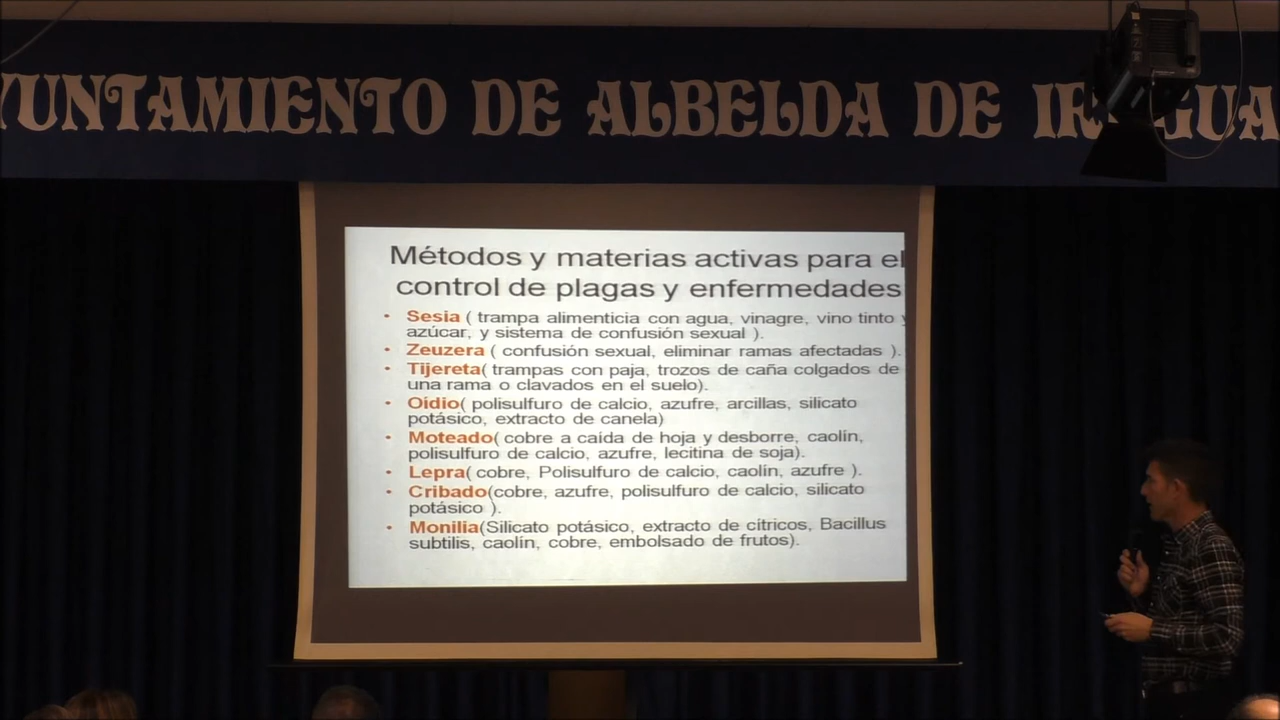 YUNTAMIENTO DE ALBELDA DE IREGUA
Métodos y materias activas para el
control de plagas y enfermedades
• Sesia ( trampa alimenticia con agua, vinagre, vino tinto y
azúcar, y sistema de confusión sexual ).
• Zeuzera ( confusión sexual, eliminar ramas afectadas ).
• Tijereta( trampas con paja, trozos de caña colgados de
una rama o clavados en el suelo).
• Oídio( polisulfuro de calcio, azufre, arcillas, silicato
potásico, extracto de canela)
• Moteado( cobre a caída de hoja y desborre, caolín,
polisulfuro de calcio, azufre, lecitina de soja).
• Lepra( cobre, Polisulfuro de calcio, caolín, azufre ).
• Cribado(cobre, azufre, polisulfuro de calcio, silicato
potásico ).
• Monilia(Silicato potásico, extracto de cítricos, Bacillus
subtilis, caolín, cobre, embolsado de frutos).